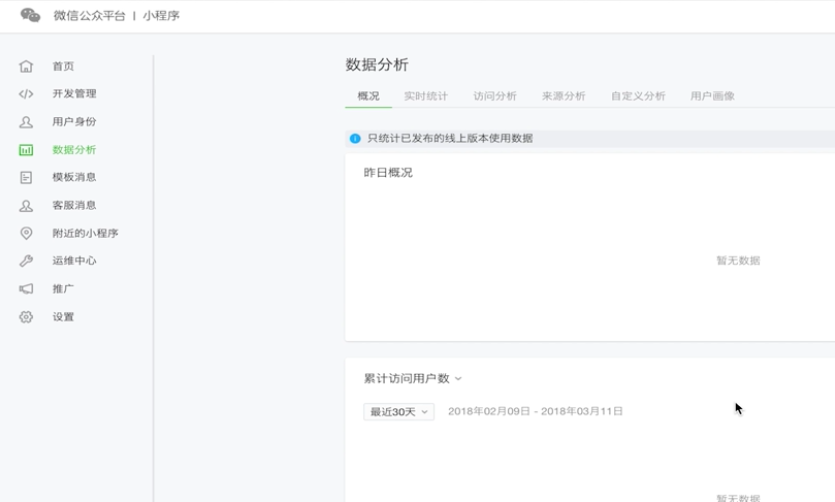 微信公众平台 | 小程序
首页
开发管理
用户身份
数据分析
模板消息
客服消息
附近的小程序
运维中心
推广
设置
数据分析
概况 实时统计 访问分析 来源分析 自定义分析 用户画像
只统计已发布的线上版本使用数据
昨日概况
暂无数据
累计访问用户数
最近30天 2018年02月09日 - 2018年03月11日
暂无数据